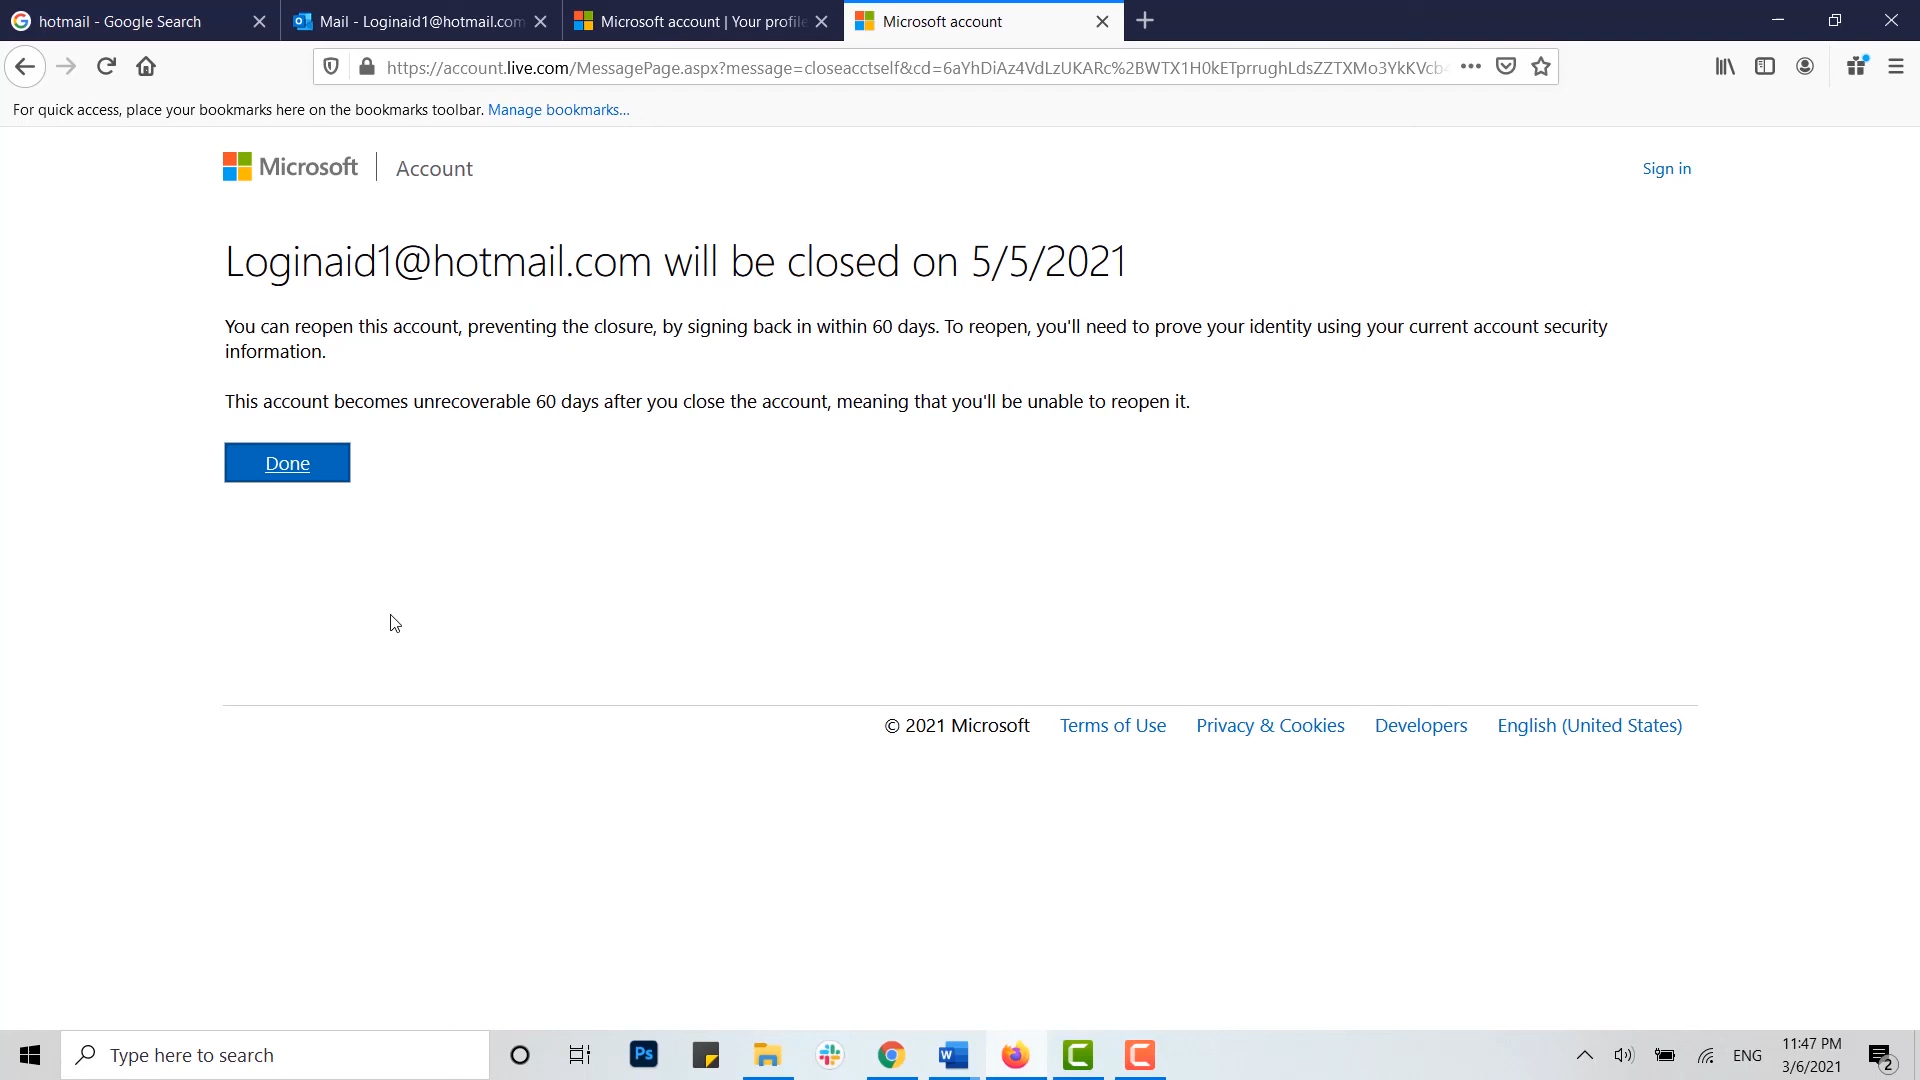 hotmail - Google Search
Mail - Loginaid1@hotmail.com
Microsoft account | Your profile
Microsoft account
https://account.live.com/MessagePage.aspx?message=closeacctself&cd=6aYhDiAz4VdLzUKARc%2BWTX1H0kETprrughLdsZZTXMo3YkKVcb
For quick access, place your bookmarks here on the bookmarks toolbar. Manage bookmarks...
Microsoft | Account
Sign in
Loginaid1@hotmail.com will be closed on 5/5/2021
You can reopen this account, preventing the closure, by signing back in within 60 days. To reopen, you'll need to prove your identity using your current account security
information.
This account becomes unrecoverable 60 days after you close the account, meaning that you'll be unable to reopen it.
Done
© 2021 Microsoft Terms of Use Privacy & Cookies Developers English (United States)
Type here to search
Ps
W
ENG
11:47 PM
3/6/2021
2